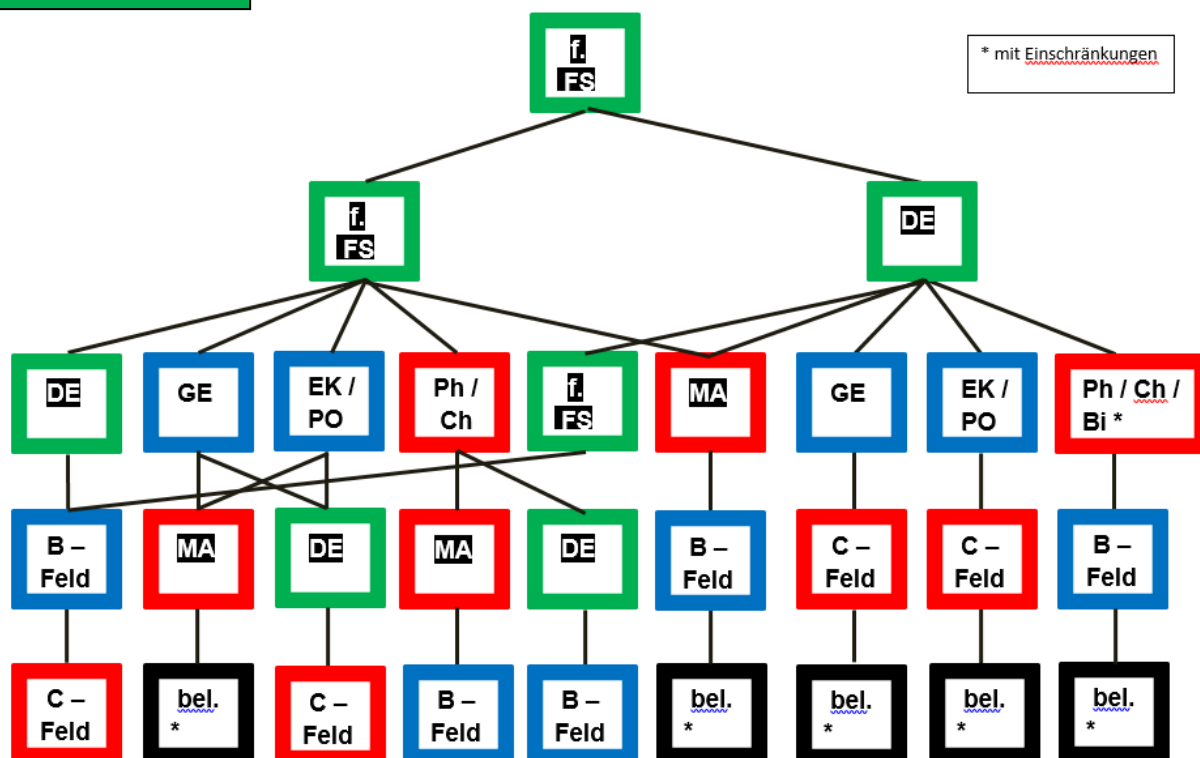 f.
FS
* mit Einschränkungen
f.
FS
DE
DE
GE
EK /
PO
Ph /
Ch
f.
FS
MA
GE
EK /
PO
Ph / Ch /
Bi *
B –
Feld
MA
DE
MA
DE
B –
Feld
C –
Feld
C –
Feld
B –
Feld
C –
Feld
bel.
*
C –
Feld
B –
Feld
B –
Feld
bel.
*
bel.
*
bel.
*
bel.
*